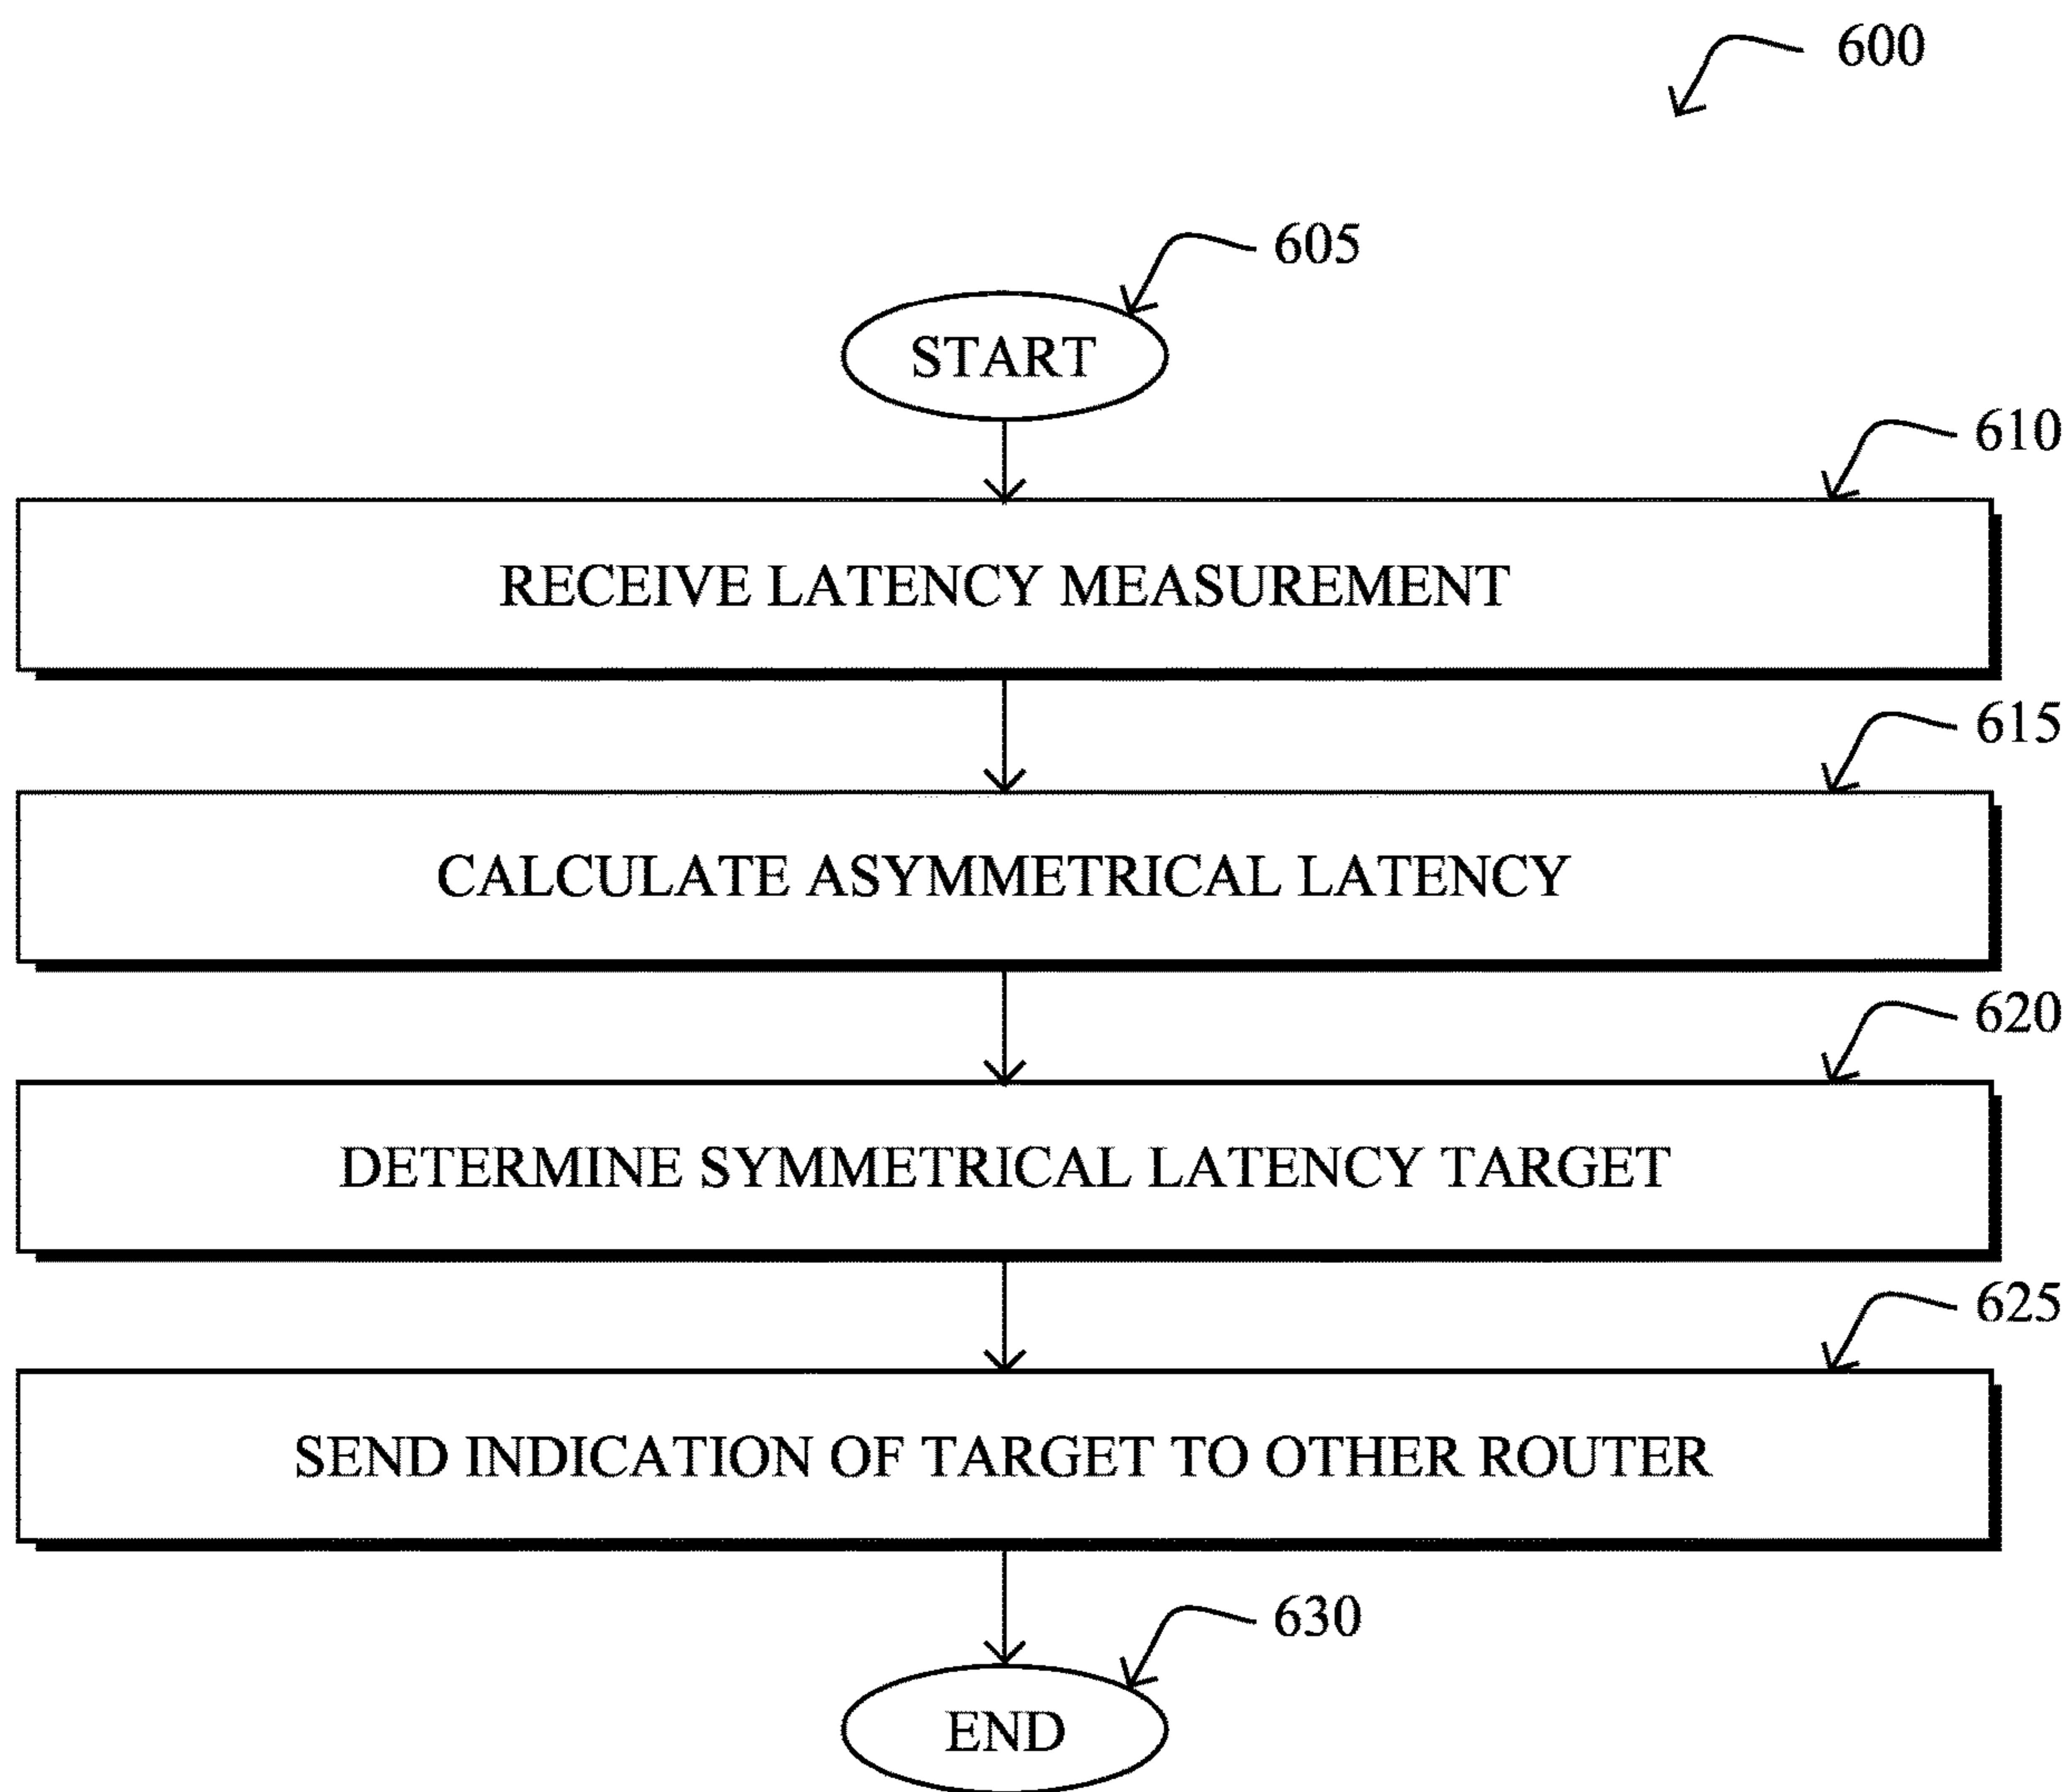 600
605
START
610
RECEIVE LATENCY MEASUREMENT
615
CALCULATE ASYMMETRICAL LATENCY
620
DETERMINE SYMMETRICAL LATENCY TARGET
625
SEND INDICATION OF TARGET TO OTHER ROUTER
630
END